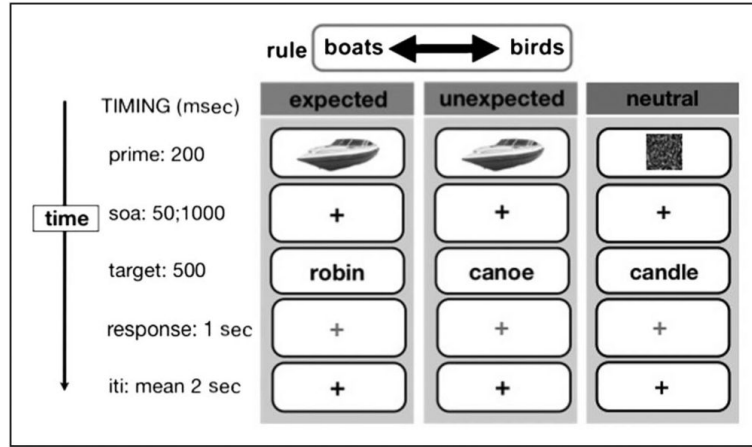 rule boats birds
TIMING (msec) expected unexpected neutral
prime: 200
time
soa: 50;1000 + + +
target: 500 robin canoe candle
response: 1 sec + + +
iti: mean 2 sec + + +